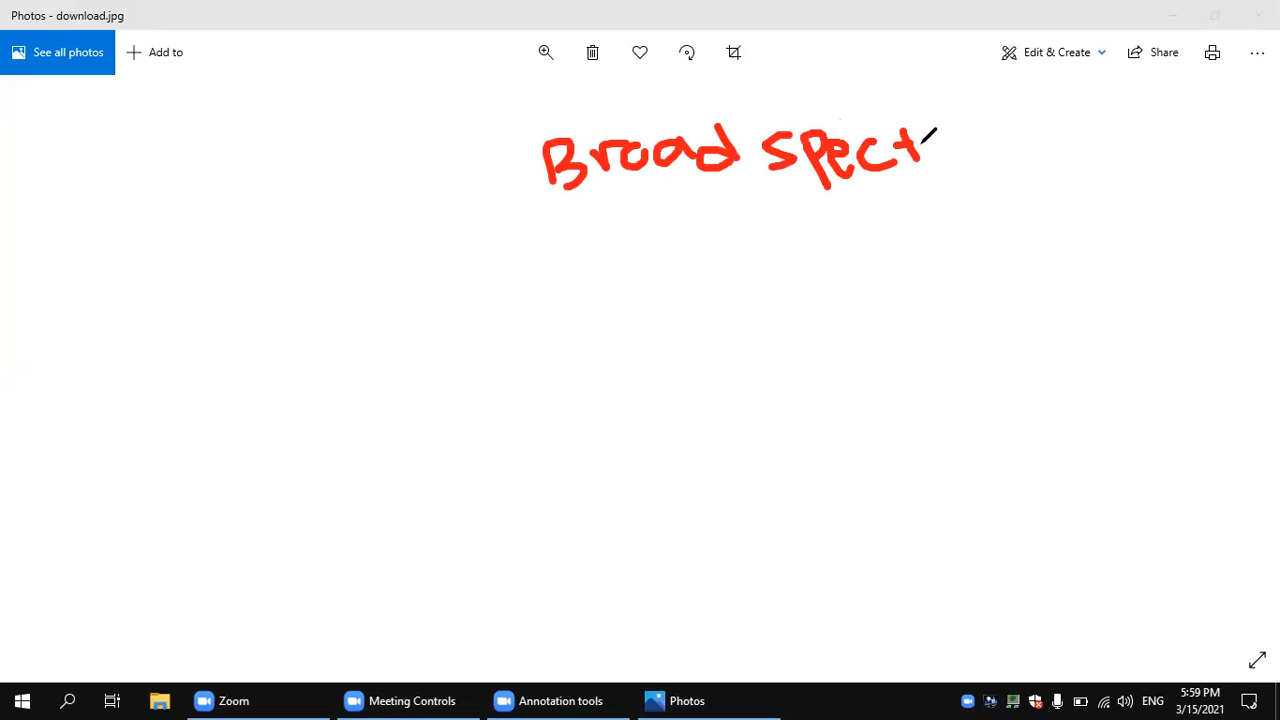 Photos - download.jpg
See all photos
Add to
Edit & Create
Share
Broad Spect
Zoom
Meeting Controls
Annotation tools
Photos
ENG
5:59 PM
3/15/2021